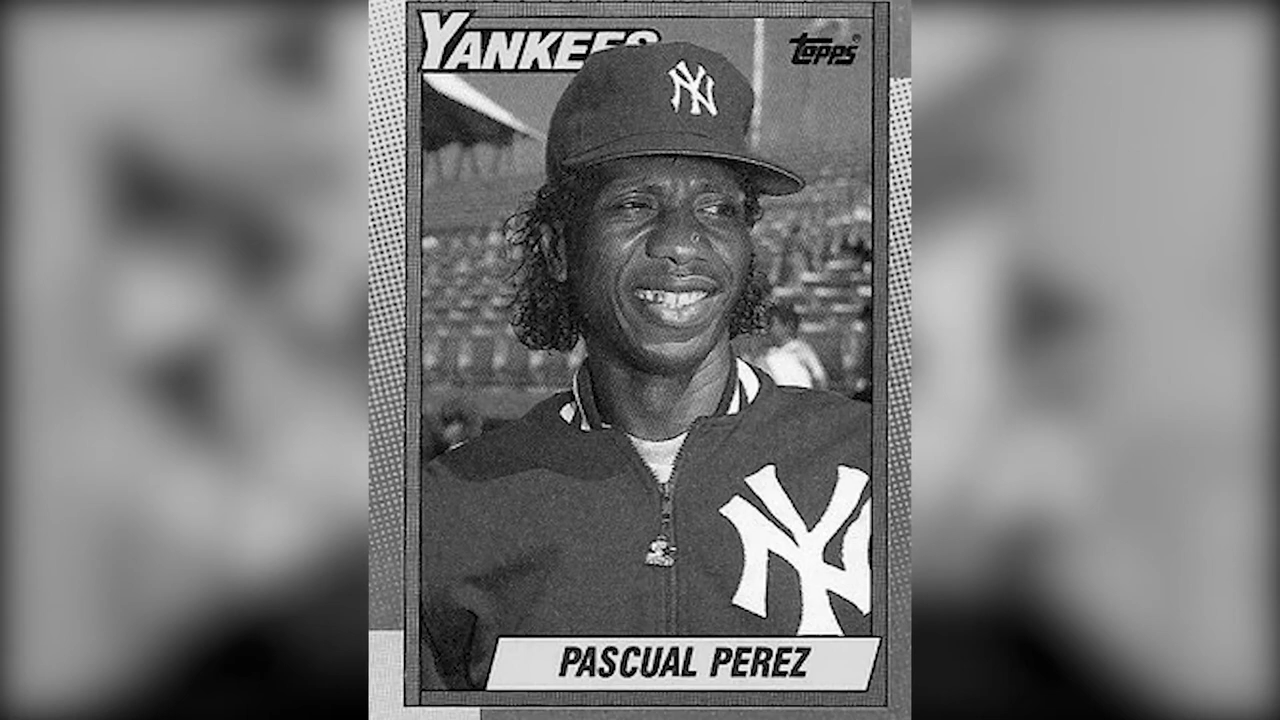 YANKEES
topps®
NY
NY
PASCUAL PEREZ